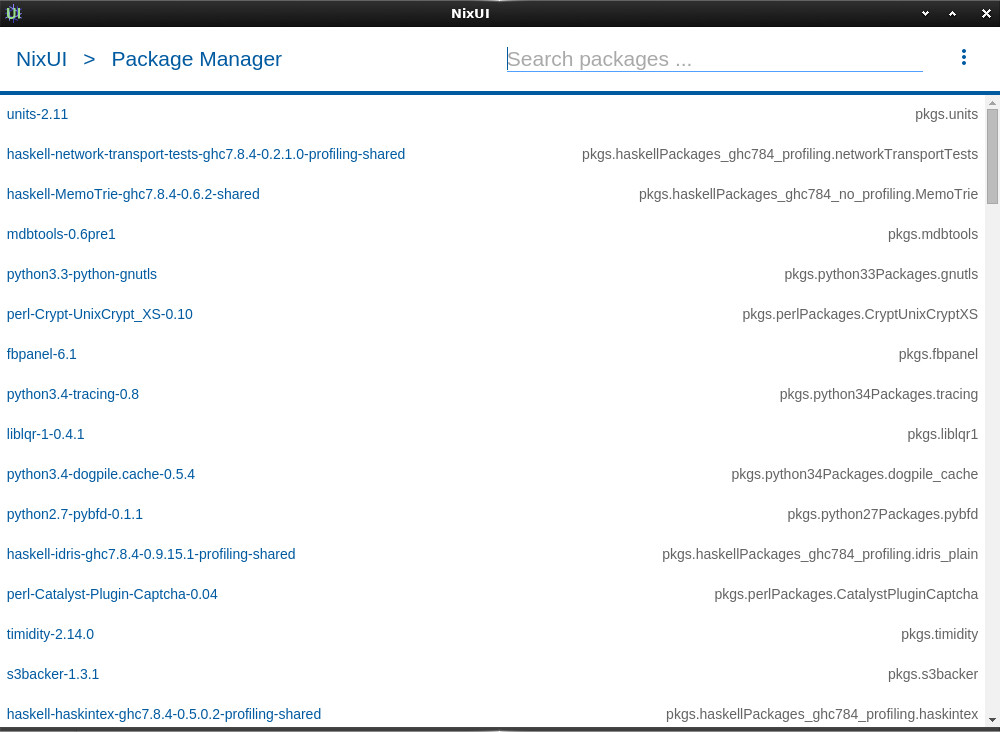 UI
NixUI
NixUI > Package Manager Search packages ...
units-2.11 pkgs.units
haskell-network-transport-tests-ghc7.8.4-0.2.1.0-profiling-shared pkgs.haskellPackages_ghc784_profiling.networkTransportTests
haskell-MemoTrie-ghc7.8.4-0.6.2-shared pkgs.haskellPackages_ghc784_no_profiling.MemoTrie
mdbtools-0.6pre1 pkgs.mdbtools
python3.3-python-gnutls pkgs.python33Packages.gnutls
perl-Crypt-UnixCrypt_XS-0.10 pkgs.perlPackages.CryptUnixCryptXS
fbpanel-6.1 pkgs.fbpanel
python3.4-tracing-0.8 pkgs.python34Packages.tracing
liblqr-1-0.4.1 pkgs.liblqr1
python3.4-dogpile.cache-0.5.4 pkgs.python34Packages.dogpile_cache
python2.7-pybfd-0.1.1 pkgs.python27Packages.pybfd
haskell-idris-ghc7.8.4-0.9.15.1-profiling-shared pkgs.haskellPackages_ghc784_profiling.idris_plain
perl-Catalyst-Plugin-Captcha-0.04 pkgs.perlPackages.CatalystPluginCaptcha
timidity-2.14.0 pkgs.timidity
s3backer-1.3.1 pkgs.s3backer
haskell-haskintex-ghc7.8.4-0.5.0.2-profiling-shared pkgs.haskellPackages_ghc784_profiling.haskintex